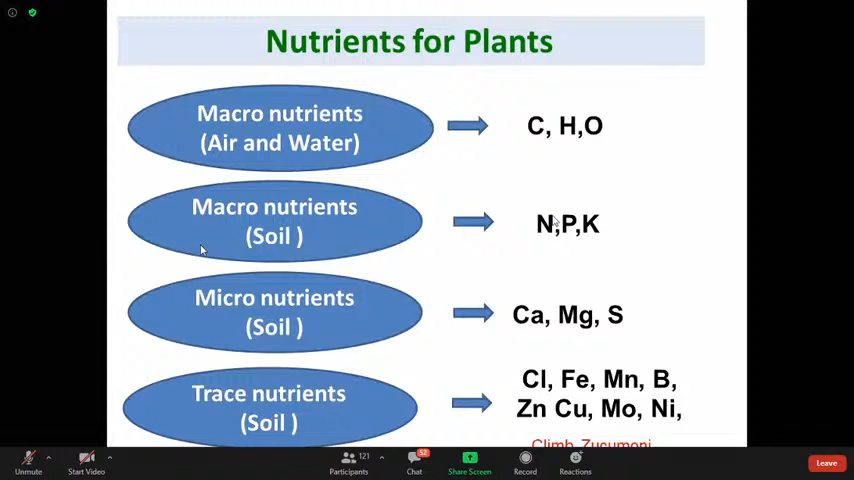 Nutrients for Plants
Macro nutrients
(Air and Water)
C, H,O
Macro nutrients
(Soil )
N,P,K
Micro nutrients
(Soil )
Ca, Mg, S
Trace nutrients
(Soil )
Cl, Fe, Mn, B,
Zn Cu, Mo, Ni,
Climb Zucumoni
Unmute
Start Video
121
Participants
52
Chat
Share Screen
Record
Reactions
Leave